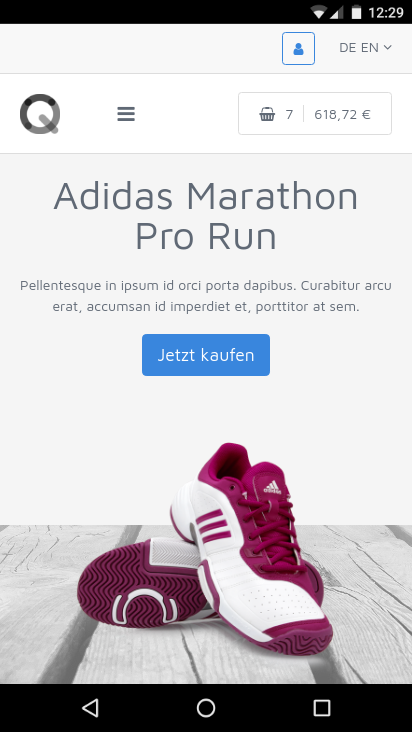 12:29
DE EN
7 618,72 €
Adidas Marathon
Pro Run
Pellentesque in ipsum id orci porta dapibus. Curabitur arcu
erat, accumsan id imperdiet et, porttitor at sem.
Jetzt kaufen
adidas